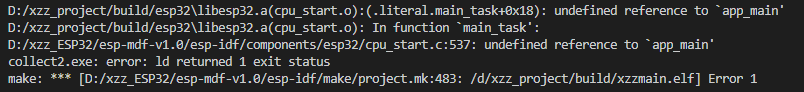 D:/xzz_project/build/esp32\libesp32.a(cpu_start.o):(.literal.main_task+0x18): undefined reference to `app_main'
D:/xzz_project/build/esp32\libesp32.a(cpu_start.o): In function `main_task':
D:/xzz_ESP32/esp-mdf-v1.0/esp-idf/components/esp32/cpu_start.c:537: undefined reference to `app_main'
collect2.exe: error: ld returned 1 exit status
make: *** [D:/xzz_ESP32/esp-mdf-v1.0/esp-idf/make/project.mk:483: /d/xzz_project/build/xzzmain.elf] Error 1